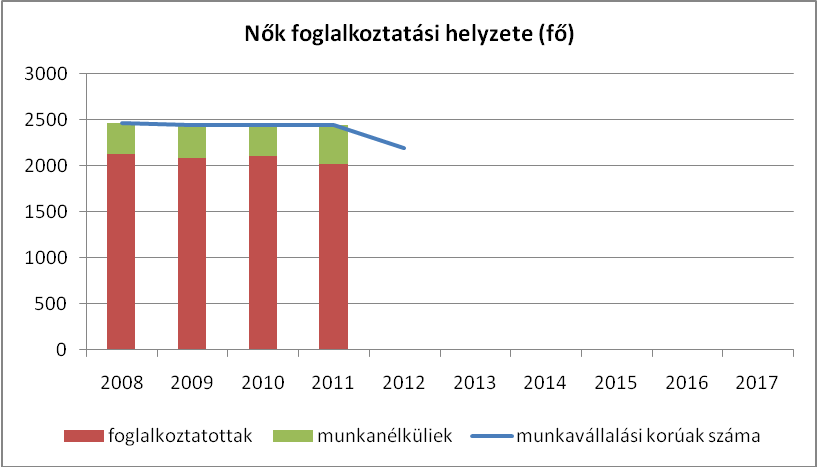 Nők foglalkoztatási helyzete (fő)
3000
2500
2000
1500
1000
500
0
2008 2009 2010 2011 2012 2013 2014 2015 2016 2017
foglalkoztatottak munkanélküliek munkavállalási korúak száma